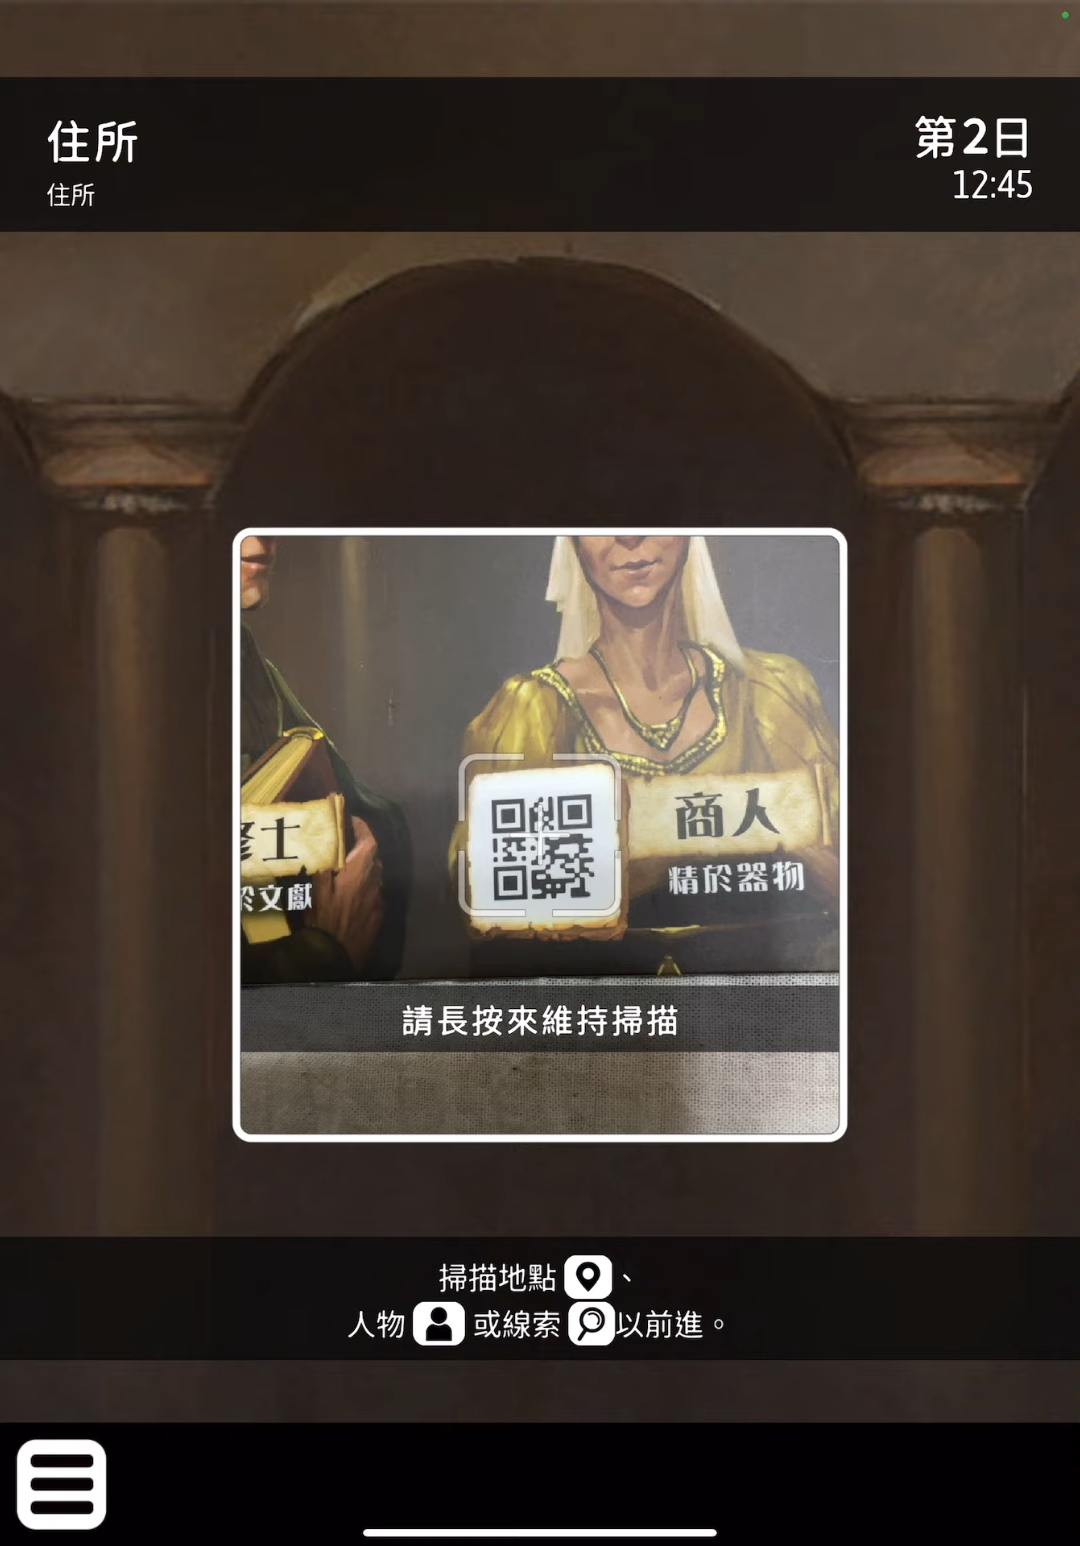 住所
住所
第2日
12:45
士
文獻
商人
精於器物
請長按來維持掃描
掃描地點、
人物 或線索 以前進。